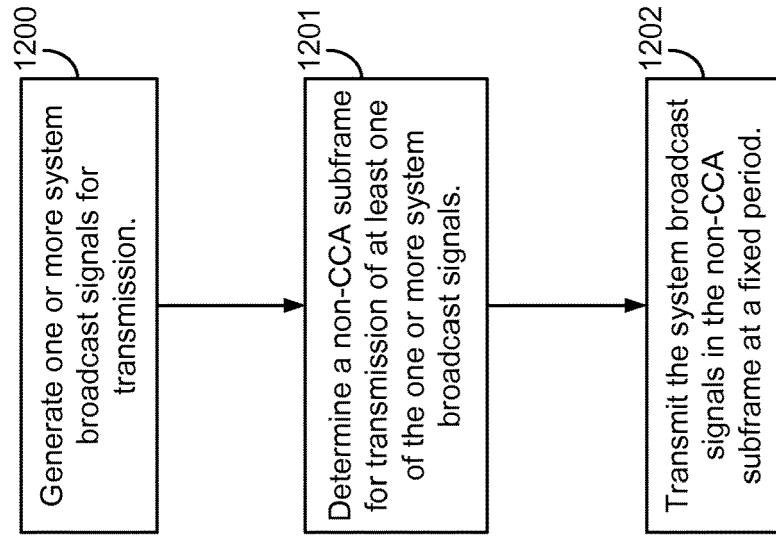 1200
Generate one or more system
broadcast signals for
transmission.
1201
Determine a non-CCA subframe
for transmission of at least one
of the one or more system
broadcast signals.
1202
Transmit the system broadcast
signals in the non-CCA
subframe at a fixed period.